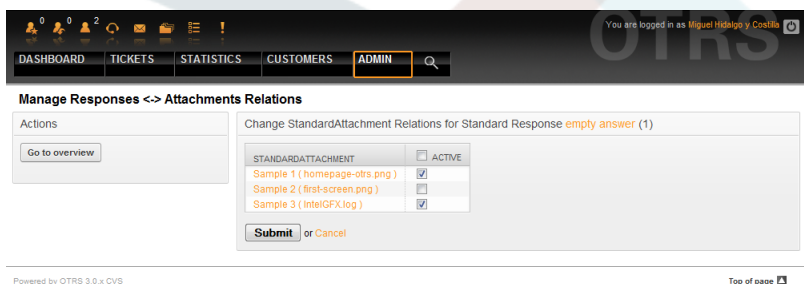 OTRS
0 0 2
You are logged in as Miguel Hidalgo y Costilla
DASHBOARD TICKETS STATISTICS CUSTOMERS ADMIN
Manage Responses <-> Attachments Relations
Actions
Go to overview
Change StandardAttachment Relations for Standard Response empty answer (1)
STANDARDATTACHMENT ACTIVE
Sample 1 ( homepage-otrs.png )
Sample 2 ( first-screen.png )
Sample 3 ( IntelGFX.log )
Submit or Cancel
Powered by OTRS 3.0.x CVS
Top of page